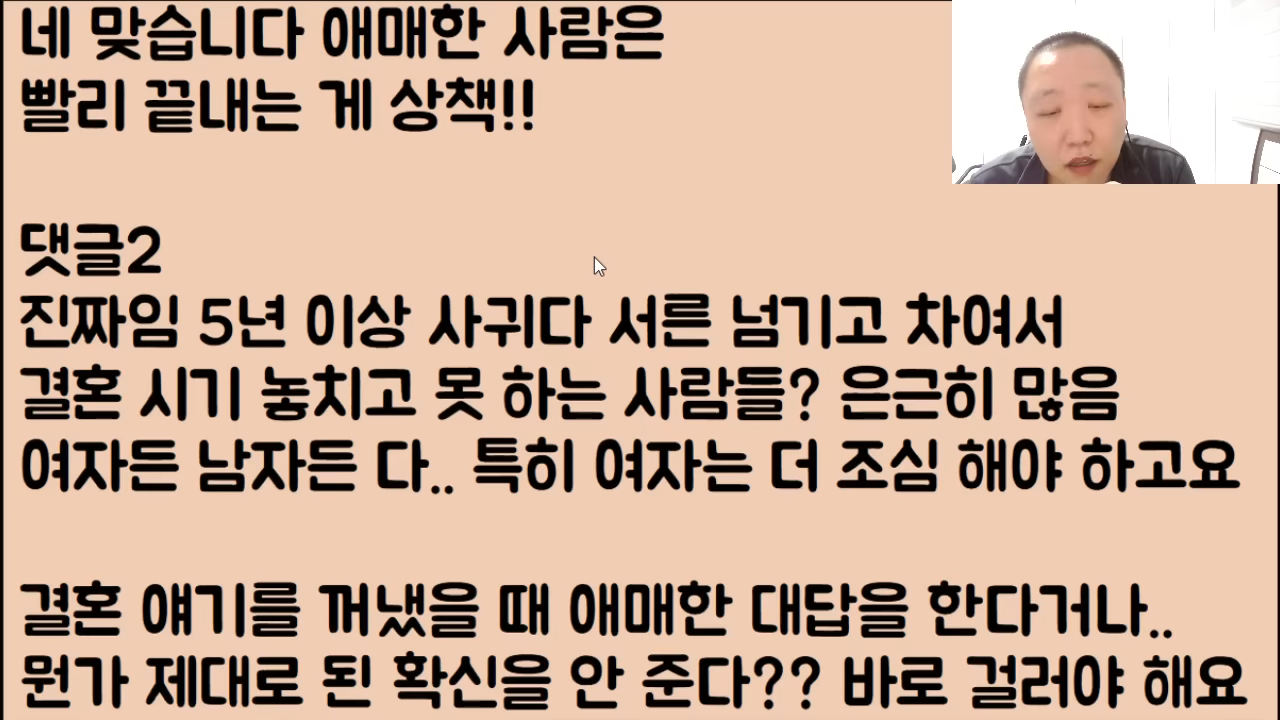 네 맞습니다 애매한 사람은
빨리 끝내는 게 상책!!
댓글2
진짜임 5년 이상 사귀다 서른 넘기고 차여서
결혼 시기 놓치고 못 하는 사람들? 은근히 많음
여자든 남자든 다.. 특히 여자는 더 조심 해야 하고요
결혼 얘기를 꺼냈을 때 애매한 대답을 한다거나..
뭔가 제대로 된 확신을 안 준다?? 바로 걸러야 해요